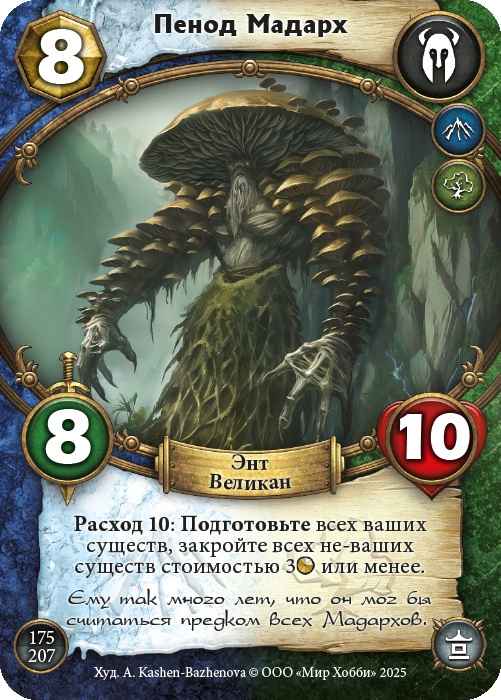 Пенод Мадарх
8
8
10
Энт
Великан
Расход 10: Подготовьте всех ваших
существ, закройте всех не-ваших
существ стоимостью 3 или менее.
Ему так много лет, что он мог бы
считаться предком всех Мадархов.
175
207
Худ. A. Kashen-Bazhenova © ООО «Мир Хобби» 2025